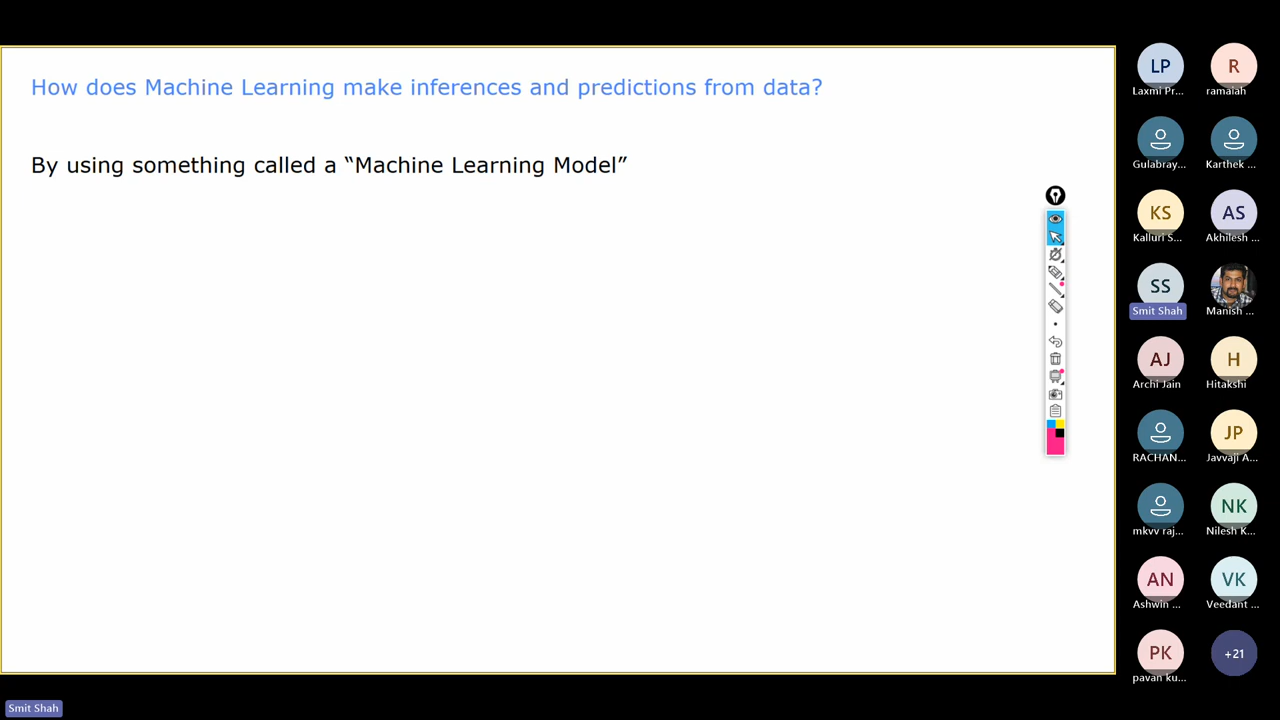 How does Machine Learning make inferences and predictions from data?
By using something called a “Machine Learning Model”
LP
R
Laxmi Pr...
ramaiah
Gulabray...
Karthek ...
KS
AS
Kalluri S...
Akhilesh ...
SS
Smit Shah
Manish ...
AJ
H
Archi Jain
Hitakshi
JP
RACHAN...
Javvaji A...
NK
mkvv raj...
Nilesh K...
AN
VK
Ashwin ...
Veedant ...
PK
+21
pavan ku...
Smit Shah